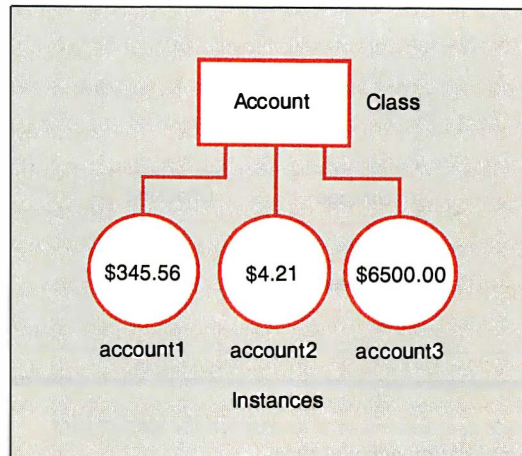 Account
Class
$345.56
$4.21
$6500.00
account1
account2
account3
Instances